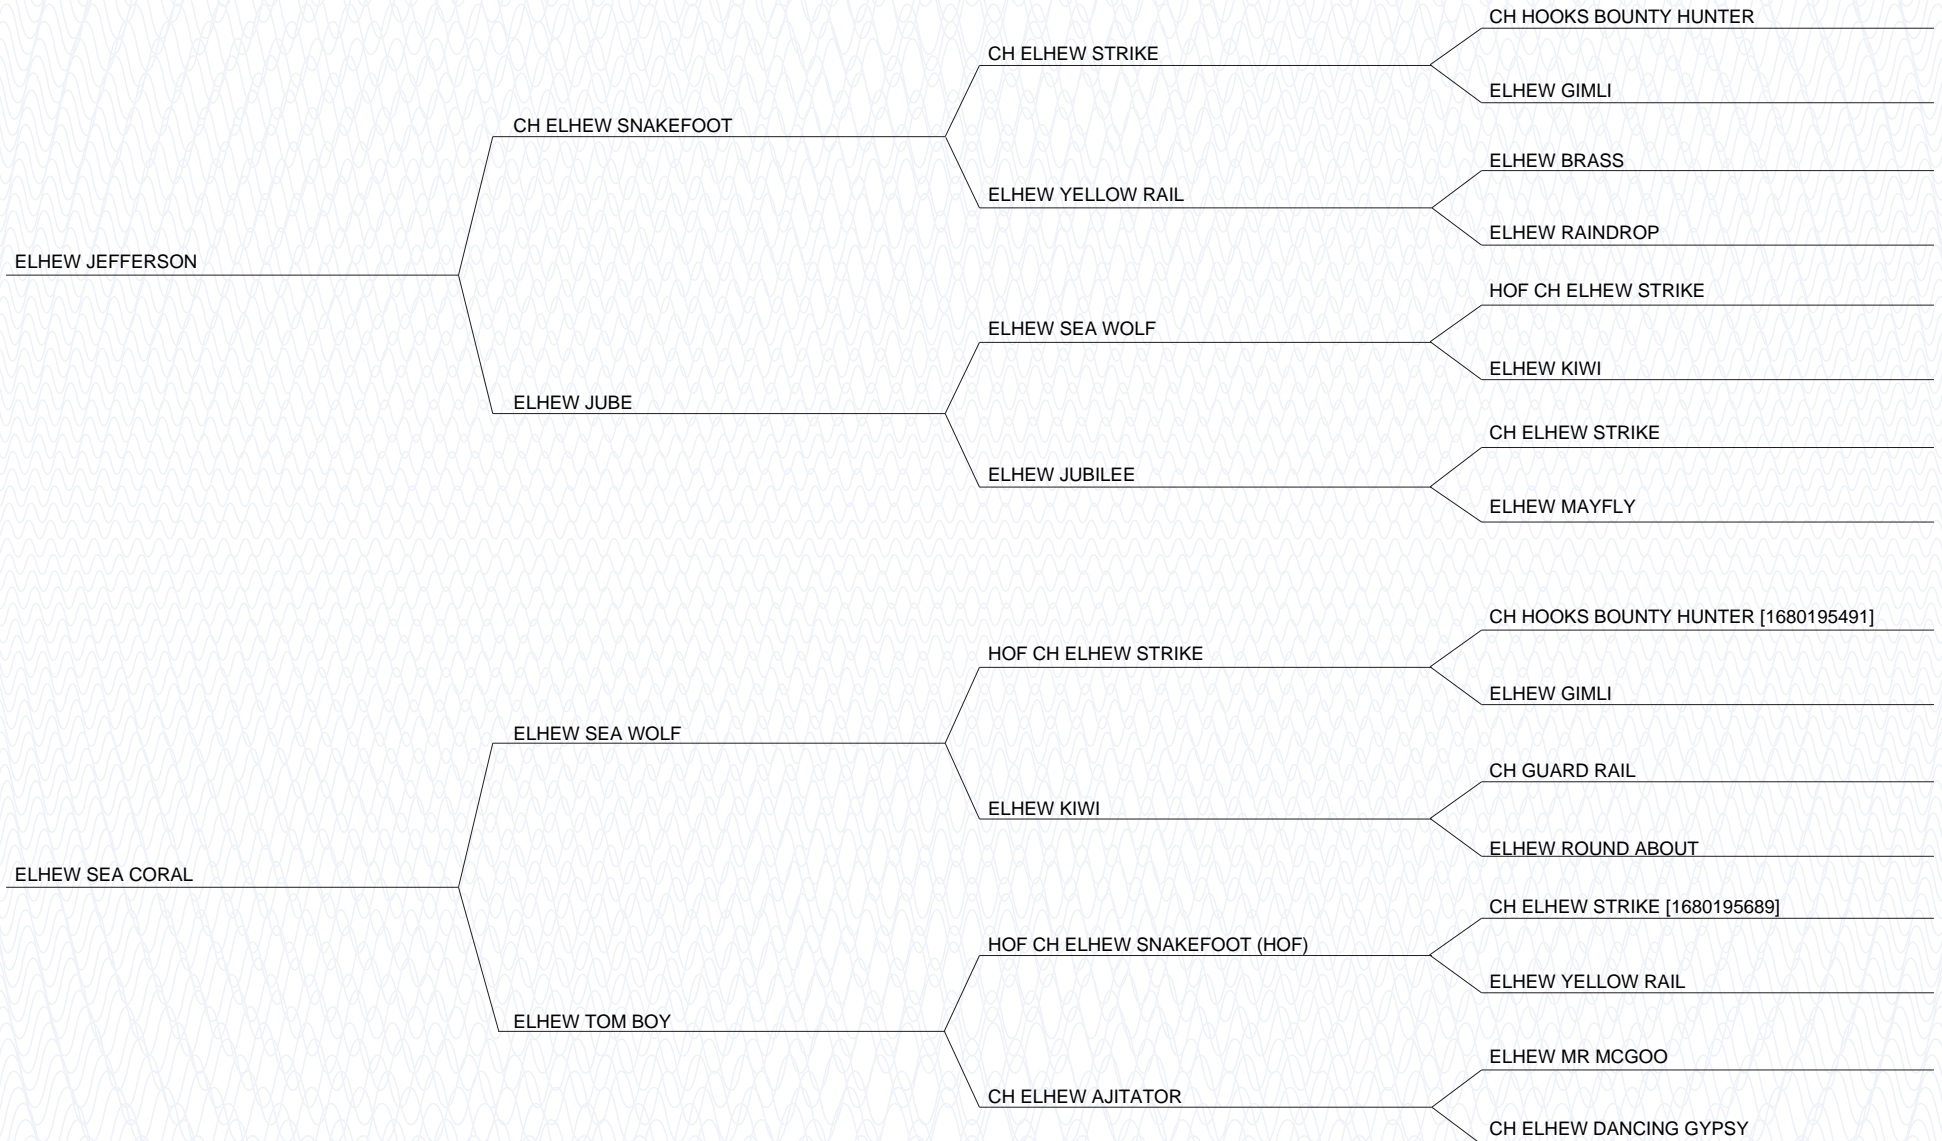 CH HOOKS BOUNTY HUNTER
CH ELHEW STRIKE
ELHEW GIMLI
CH ELHEW SNAKEFOOT
ELHEW BRASS
ELHEW YELLOW RAIL
ELHEW RAINDROP
ELHEW JEFFERSON
HOF CH ELHEW STRIKE
ELHEW SEA WOLF
ELHEW KIWI
ELHEW JUBE
CH ELHEW STRIKE
ELHEW JUBILEE
ELHEW MAYFLY
CH HOOKS BOUNTY HUNTER [1680195491]
HOF CH ELHEW STRIKE
ELHEW GIMLI
ELHEW SEA WOLF
CH GUARD RAIL
ELHEW KIWI
ELHEW ROUND ABOUT
ELHEW SEA CORAL
CH ELHEW STRIKE [1680195689]
HOF CH ELHEW SNAKEFOOT (HOF)
ELHEW YELLOW RAIL
ELHEW TOM BOY
ELHEW MR MCGOO
CH ELHEW AJITATOR
CH ELHEW DANCING GYPSY